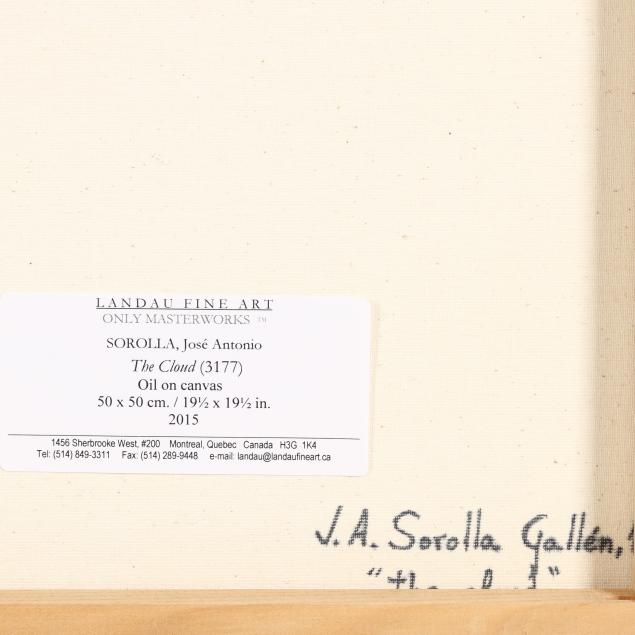 LANDAU FINE ART
ONLY MASTERWORKS ™
SOROLLA, José Antonio
The Cloud (3177)
Oil on canvas
50 x 50 cm. / 19½ x 19½ in.
2015
1456 Sherbrooke West, #200 Montreal, Quebec Canada H3G 1K4
Tel: (514) 849-3311 Fax: (514) 289-9448 e-mail: landau@landaufineart.ca
J.A. Sorolla Gallén,
"the